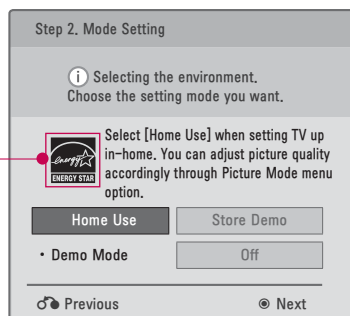 Step 2. Mode Setting
i Selecting the environment.
Choose the setting mode you want.
energy
ENERGY STAR
Select [Home Use] when setting TV up
in-home. You can adjust picture quality
accordingly through Picture Mode menu
option.
Home Use Store Demo
• Demo Mode Off
Previous ◉ Next